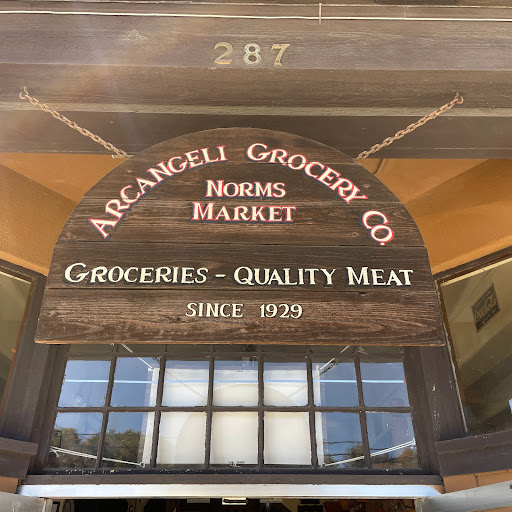 287
ARCANGELI GROCERY CO.
NORMS
MARKET
GROCERIES - QUALITY MEAT
SINCE 1929